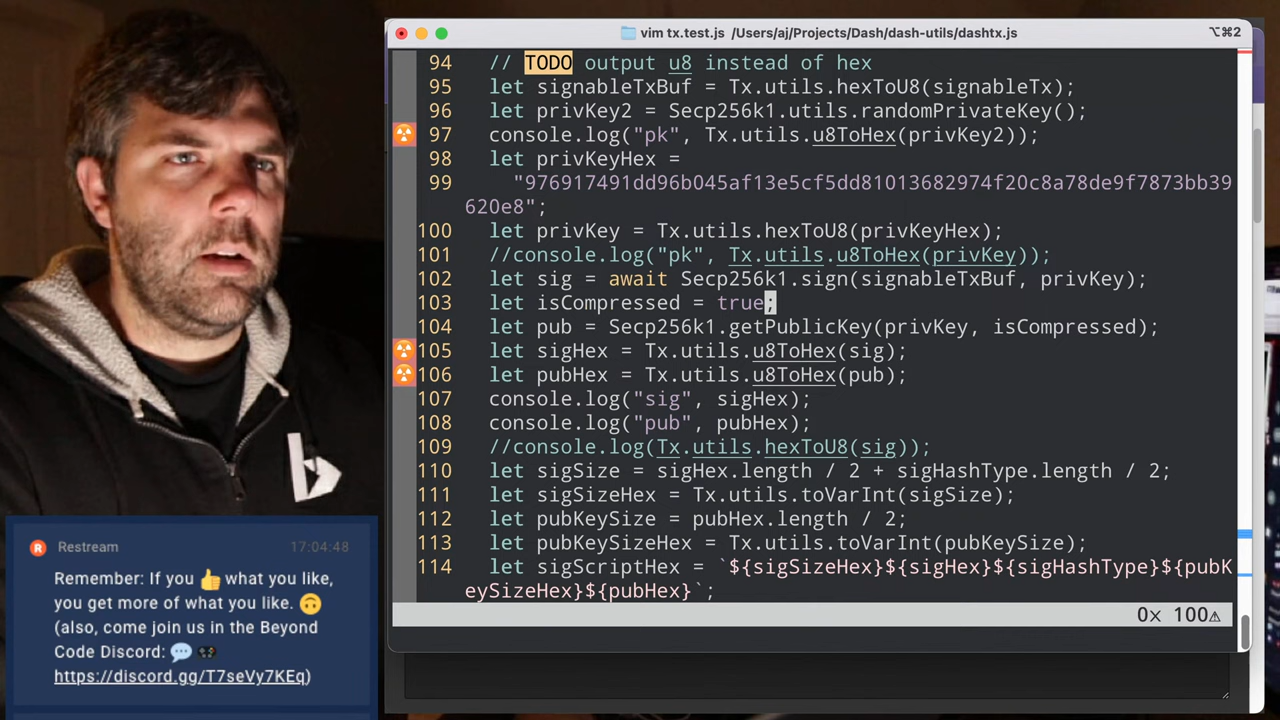 vim tx.test.js /Users/aj/Projects/Dash/dash-utils/dashtx.js
⌥⌘2
94 // TODO output u8 instead of hex
95 let signableTxBuf = Tx.utils.hexToU8(signableTx);
96 let privKey2 = Secp256k1.utils.randomPrivateKey();
97 console.log("pk", Tx.utils.u8ToHex(privKey2));
98 let privKeyHex =
99 "976917491dd96b045af13e5cf5dd81013682974f20c8a78de9f7873bb39
620e8";
100 let privKey = Tx.utils.hexToU8(privKeyHex);
101 //console.log("pk", Tx.utils.u8ToHex(privKey));
102 let sig = await Secp256k1.sign(signableTxBuf, privKey);
103 let isCompressed = true;
104 let pub = Secp256k1.getPublicKey(privKey, isCompressed);
105 let sigHex = Tx.utils.u8ToHex(sig);
106 let pubHex = Tx.utils.u8ToHex(pub);
107 console.log("sig", sigHex);
108 console.log("pub", pubHex);
109 //console.log(Tx.utils.hexToU8(sig));
110 let sigSize = sigHex.length / 2 + sigHashType.length / 2;
111 let sigSizeHex = Tx.utils.toVarInt(sigSize);
112 let pubKeySize = pubHex.length / 2;
113 let pubKeySizeHex = Tx.utils.toVarInt(pubKeySize);
114 let sigScriptHex = `${sigSizeHex}${sigHex}${sigHashType}${pubK
eySizeHex}${pubHex}`;
0× 100⚠
R Restream 17:04:48
Remember: If you 👍 what you like,
you get more of what you like. 🙃
(also, come join us in the Beyond
Code Discord: 💬 🎮
https://discord.gg/T7seVy7KEq)